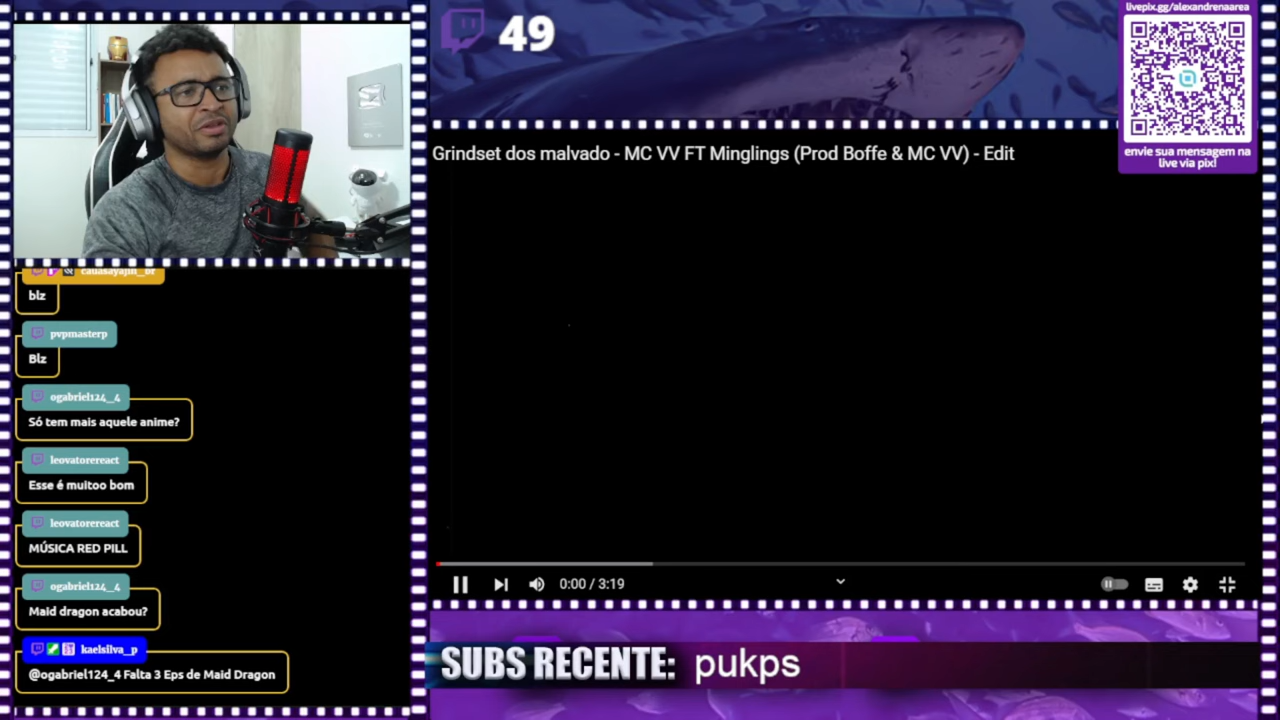 49
livepix.gg/alexandrenaarea
envie sua mensagem na
live via pix!
Grindset dos malvado - MC VV FT Minglings (Prod Boffe & MC VV) - Edit
cauasayajin_br
blz
pvpmasterp
Blz
ogabriel124_4
Só tem mais aquele anime?
leovatorereact
Esse é muitoo bom
leovatorereact
MÚSICA RED PILL
ogabriel124_4
Maid dragon acabou?
kaelsilva_p
@ogabriel124_4 Falta 3 Eps de Maid Dragon
0:00 / 3:19
SUBS RECENTE: pukps